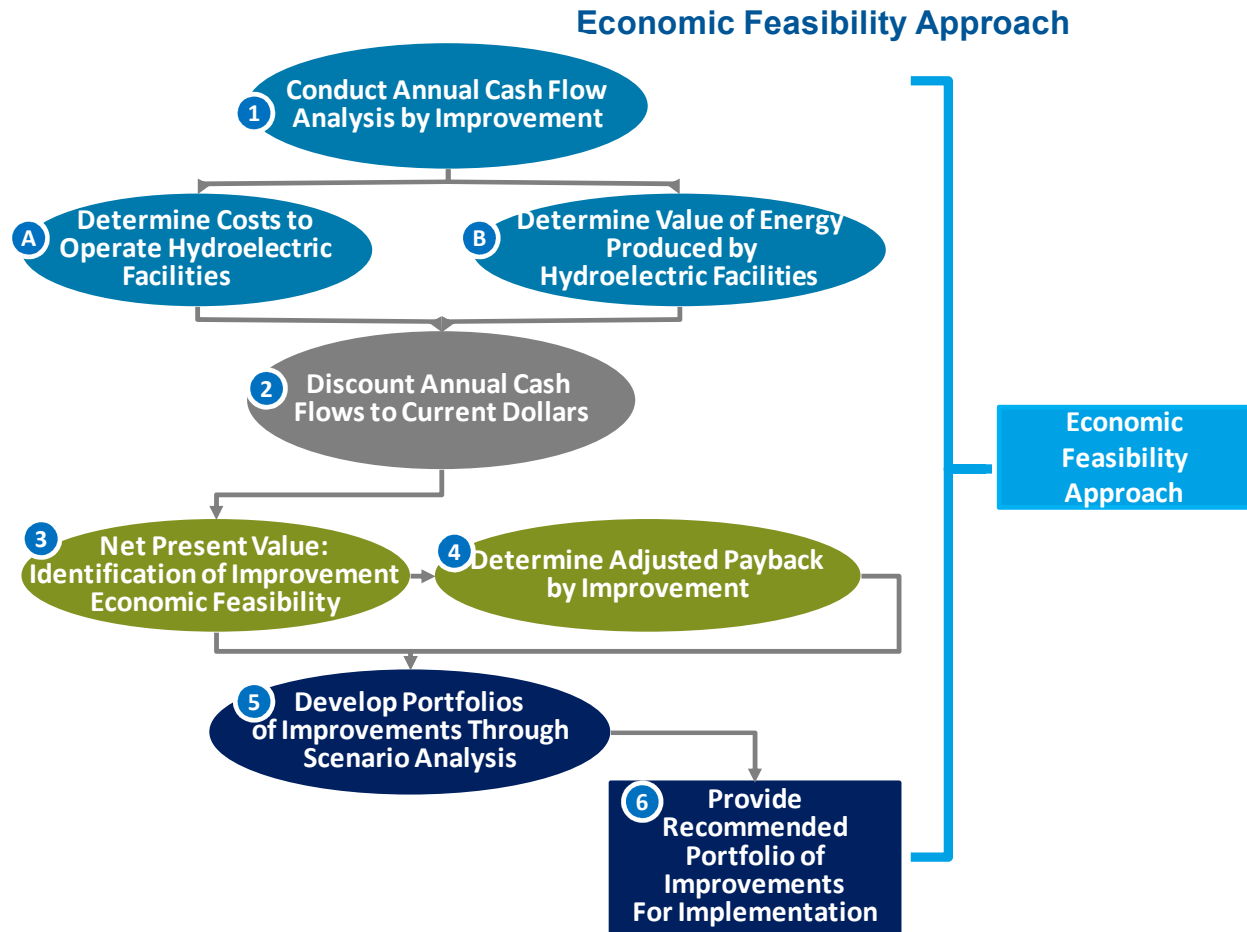 Economic Feasibility Approach
1
Conduct Annual Cash Flow
Analysis by Improvement
A
Determine Costs to
Operate Hydroelectric
Facilities
B
Determine Value of Energy
Produced by
Hydroelectric Facilities
2
Discount Annual Cash
Flows to Current Dollars
3
Net Present Value:
Identification of Improvement
Economic Feasibility
4
Determine Adjusted Payback
by Improvement
5
Develop Portfolios
of Improvements Through
Scenario Analysis
6
Provide
Recommended
Portfolio of
Improvements
For Implementation
Economic
Feasibility
Approach